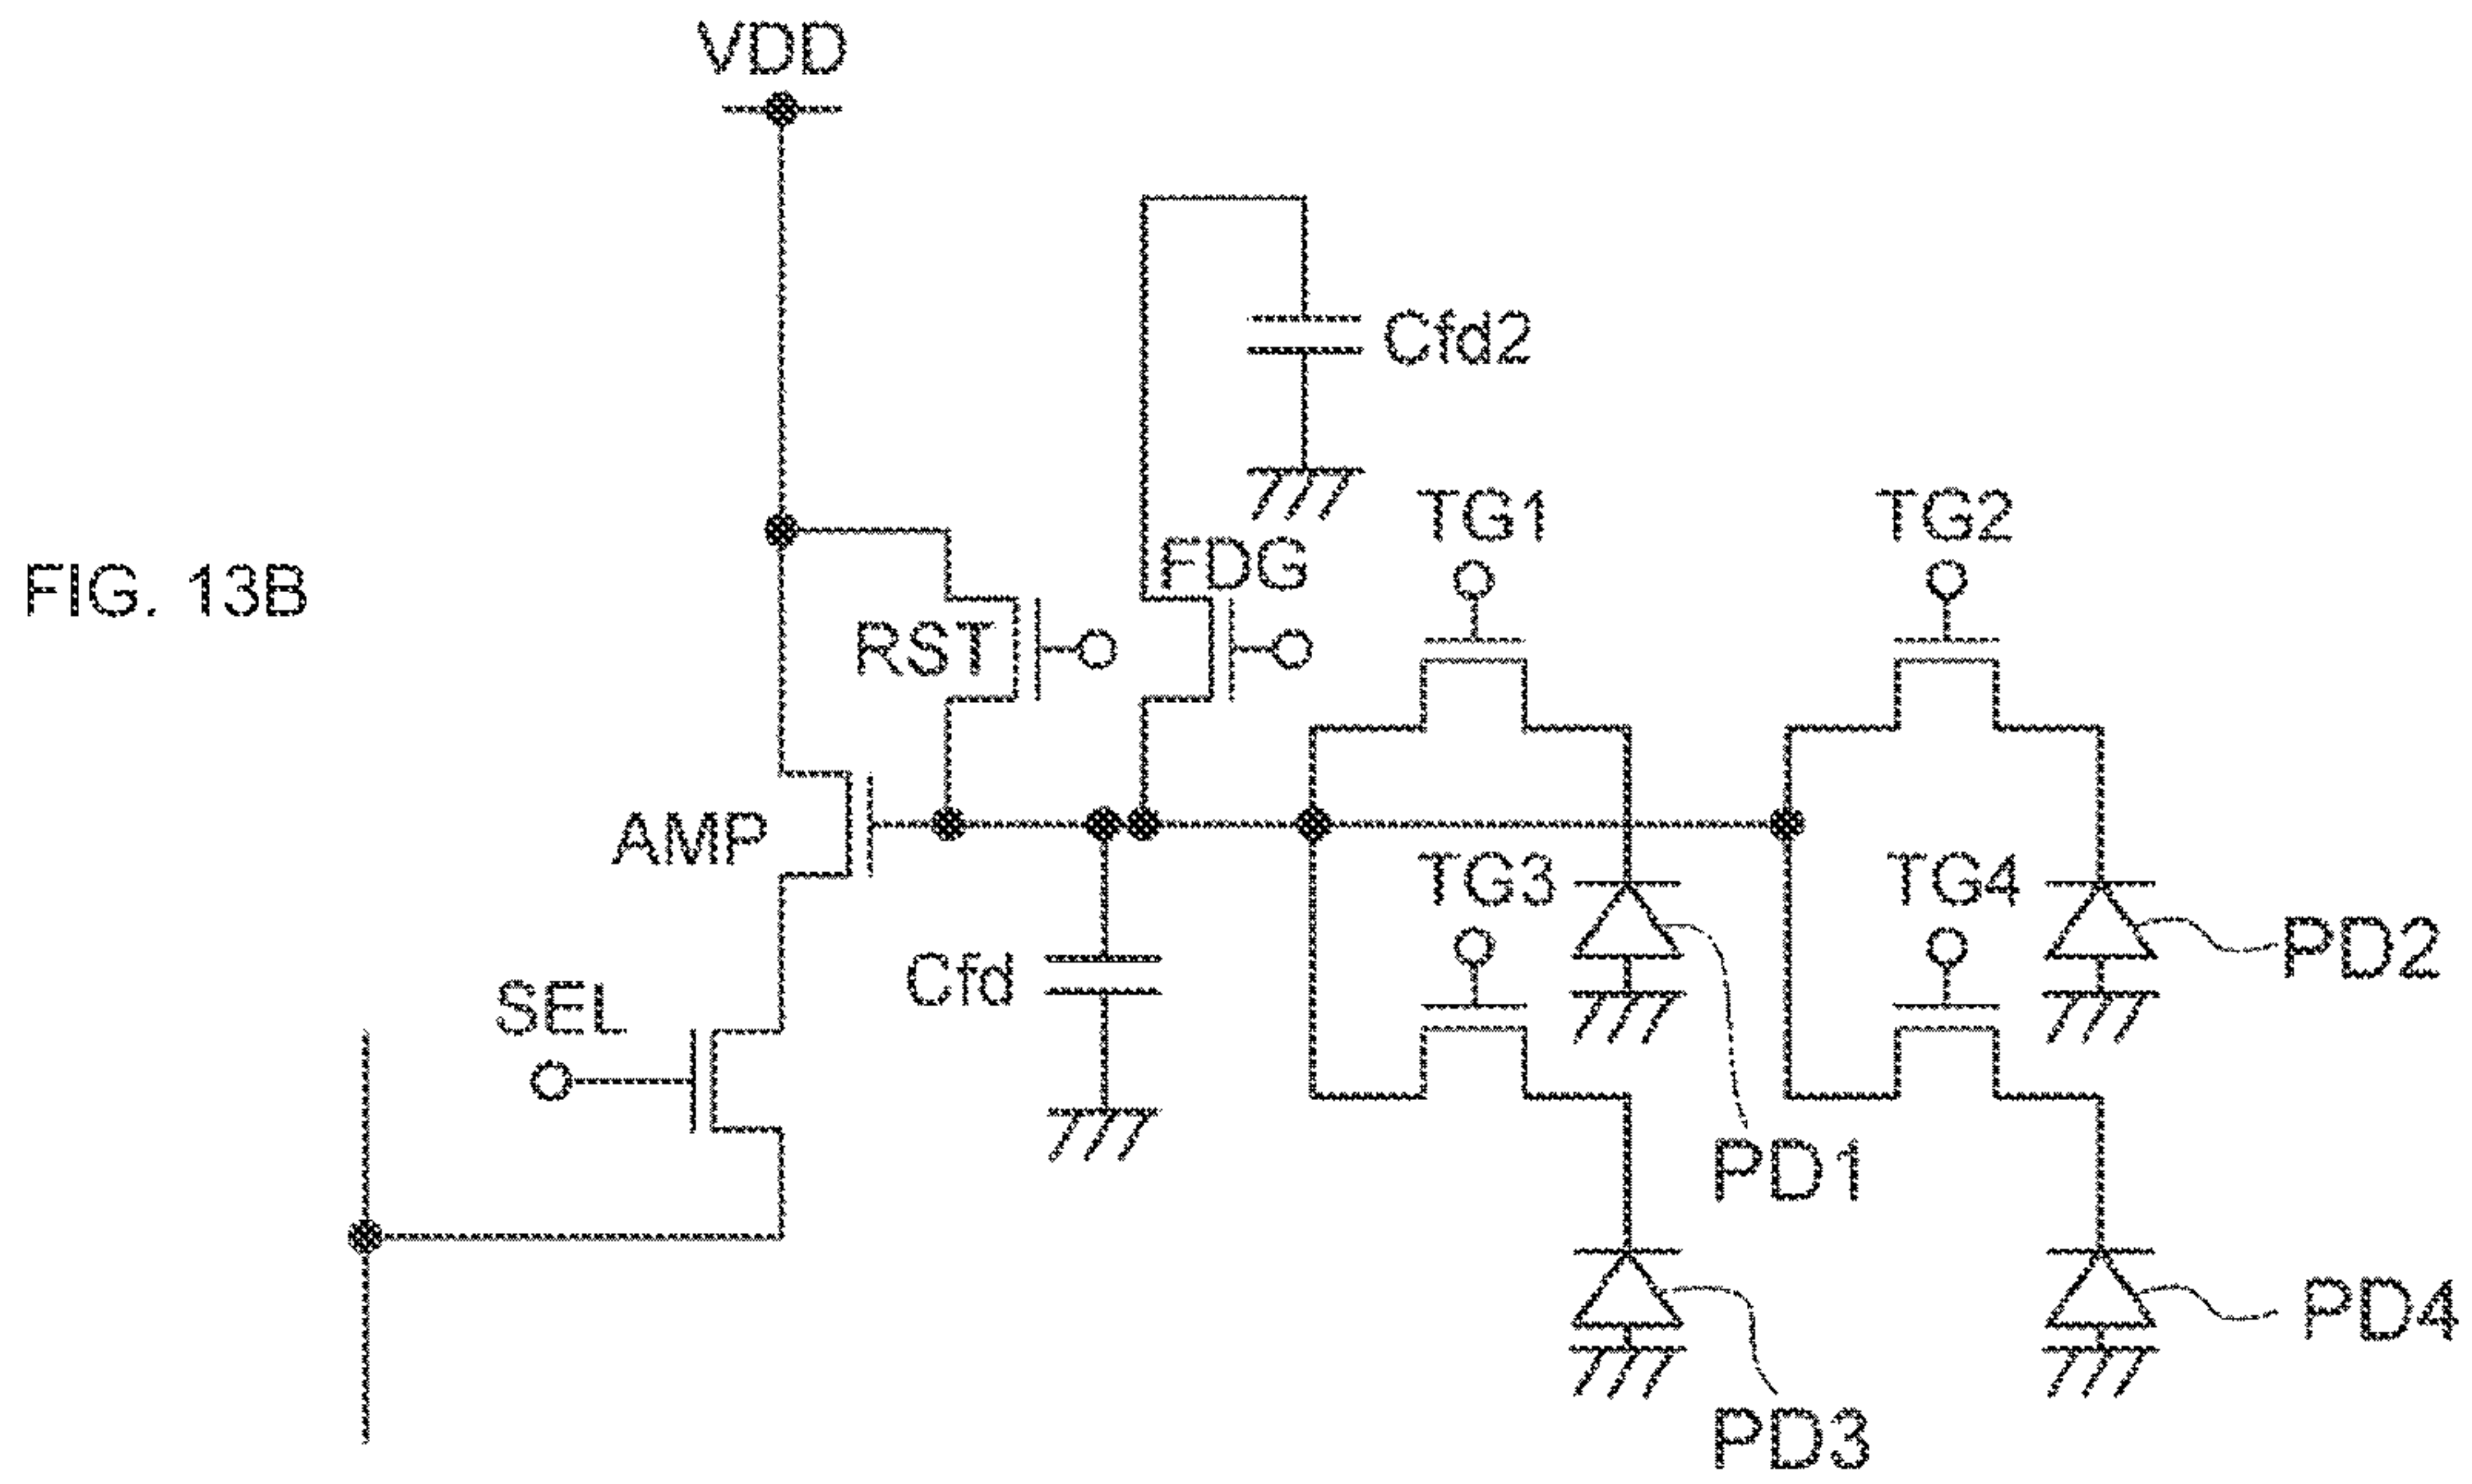 VDD
Cfd2
TG1
TG2
FDG
FIG. 13B
RST
AMP
TG3
TG4
PD2
Cfd
SEL
PD1
PD4
PD3